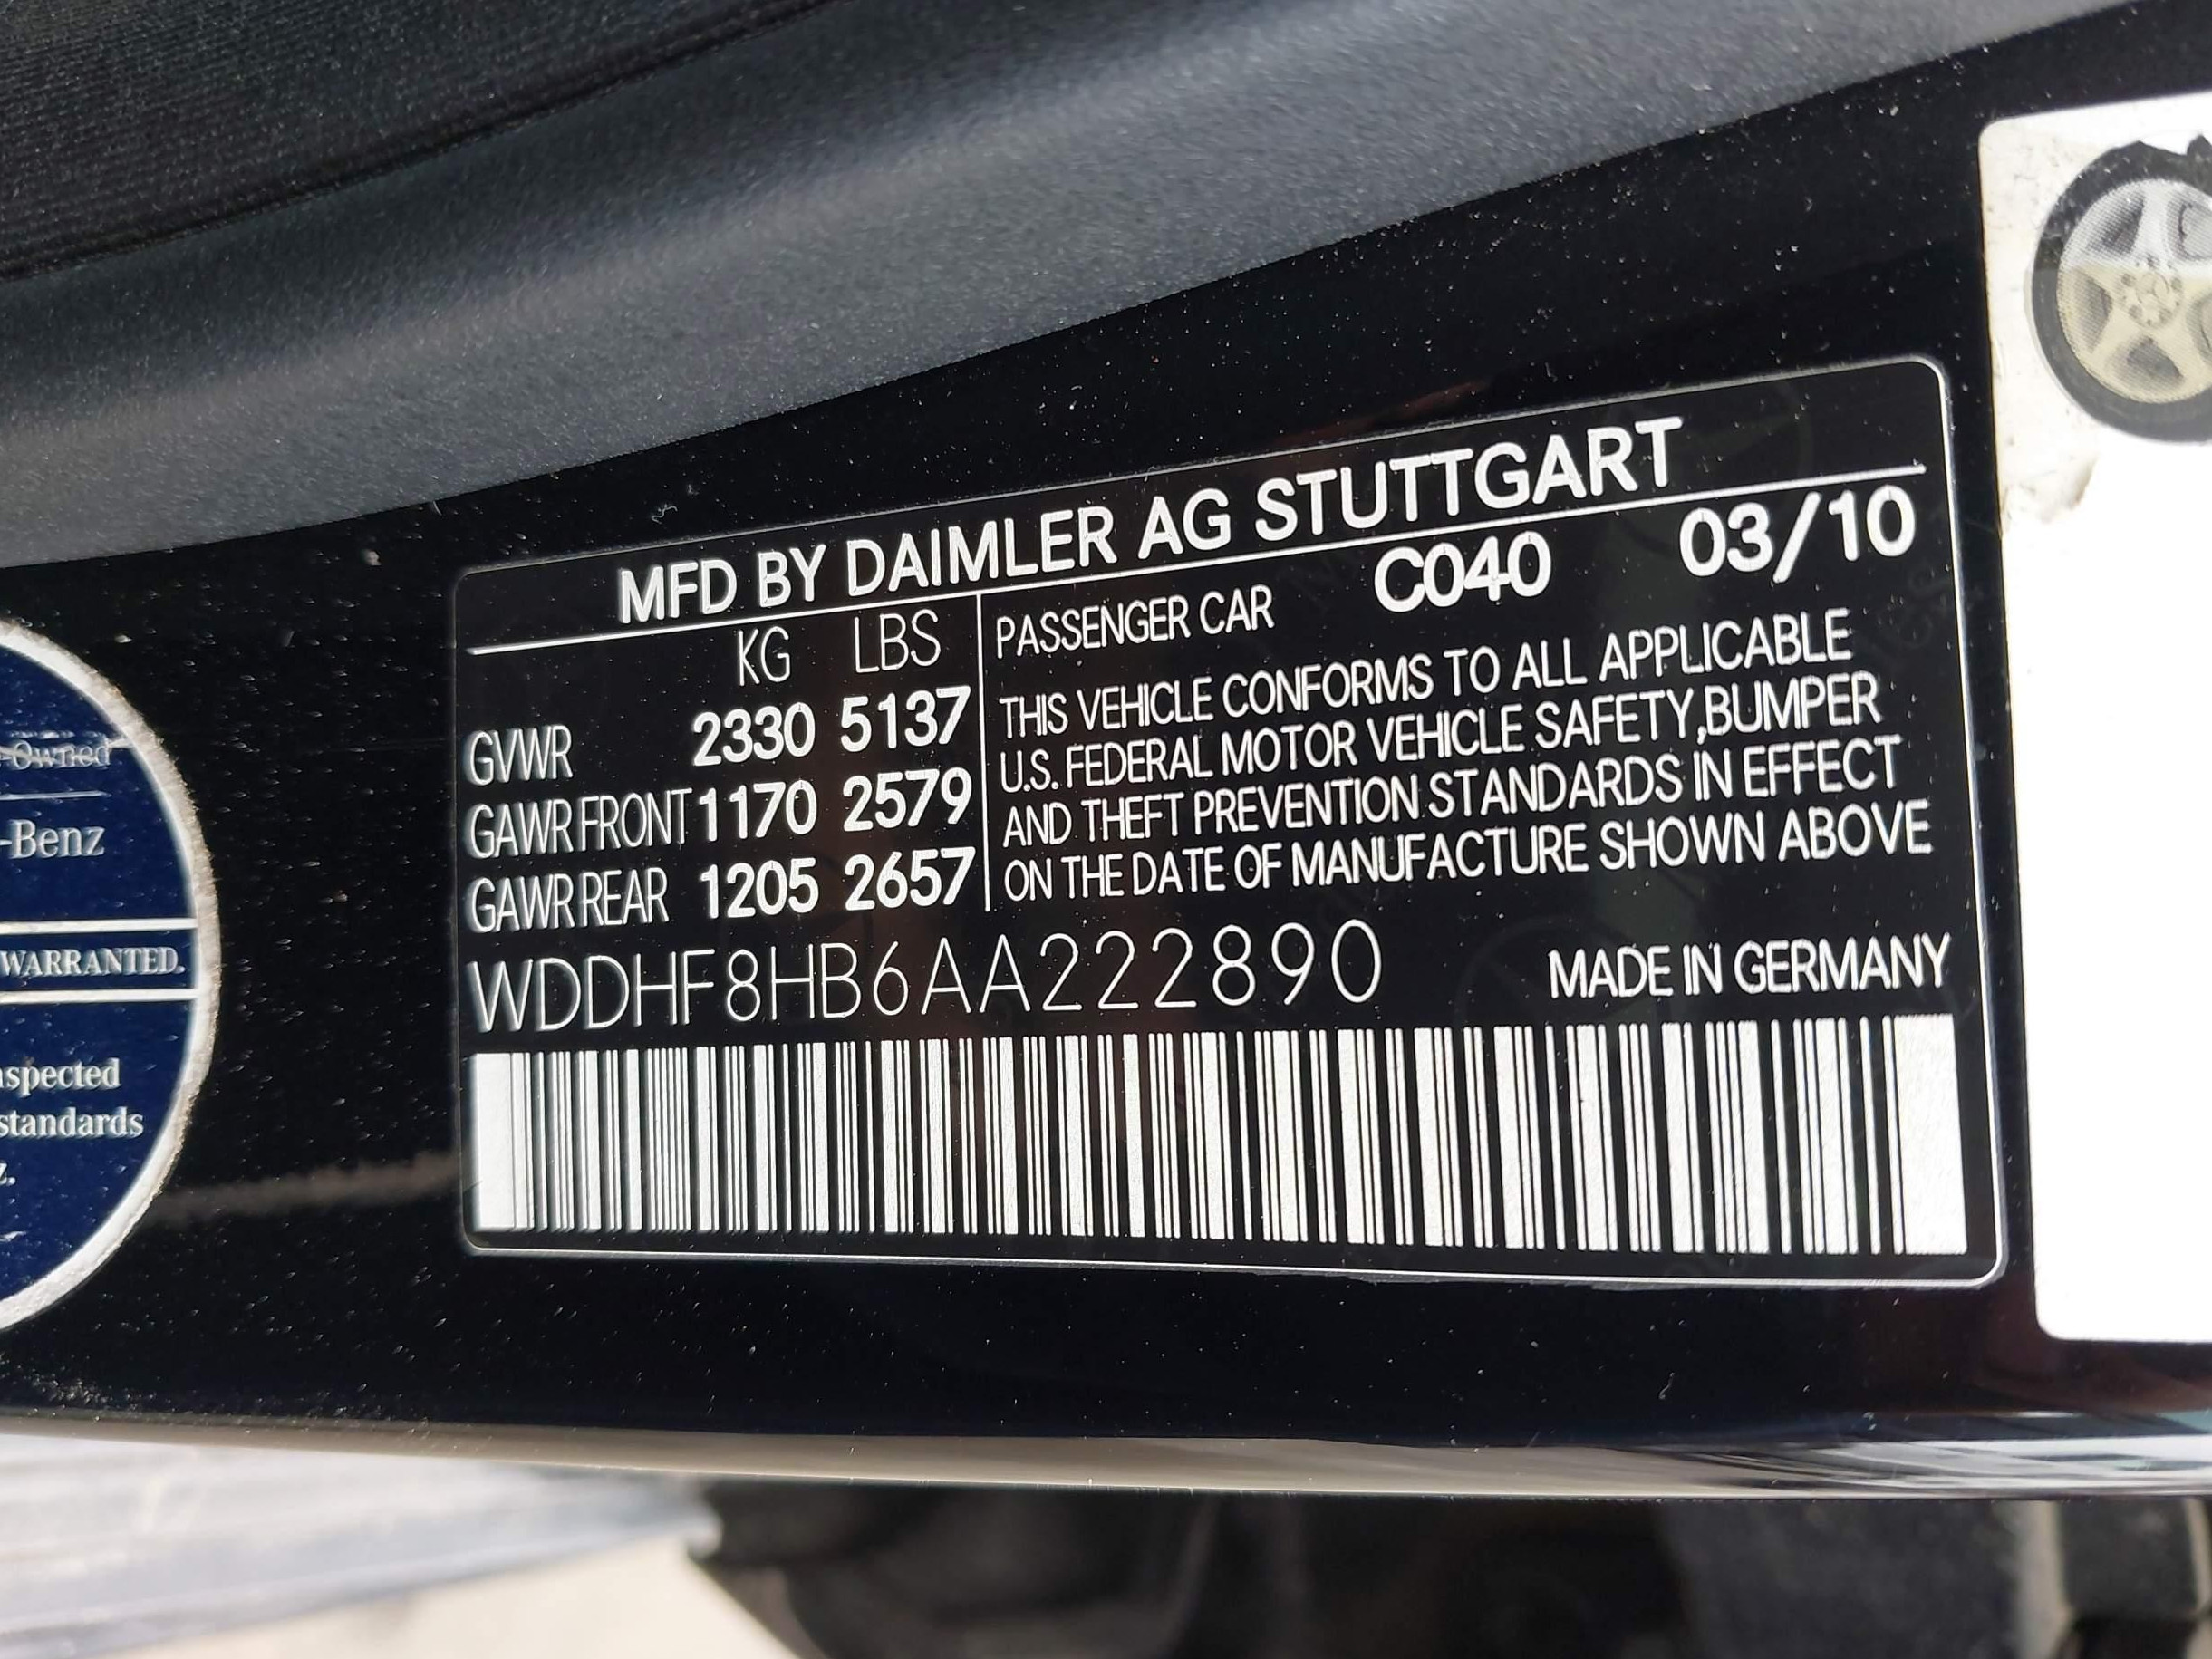 MFD BY DAIMLER AG STUTTGART
KG LBS
GVWR 2330 5137
GAWR FRONT 1170 2579
GAWR REAR 1205 2657
PASSENGER CAR C040 03/10
THIS VEHICLE CONFORMS TO ALL APPLICABLE
U.S. FEDERAL MOTOR VEHICLE SAFETY,BUMPER
AND THEFT PREVENTION STANDARDS IN EFFECT
ON THE DATE OF MANUFACTURE SHOWN ABOVE
WDDHF8HB6AA222890 MADE IN GERMANY
-Owned
-Benz
WARRANTED.
spected
standards
z.